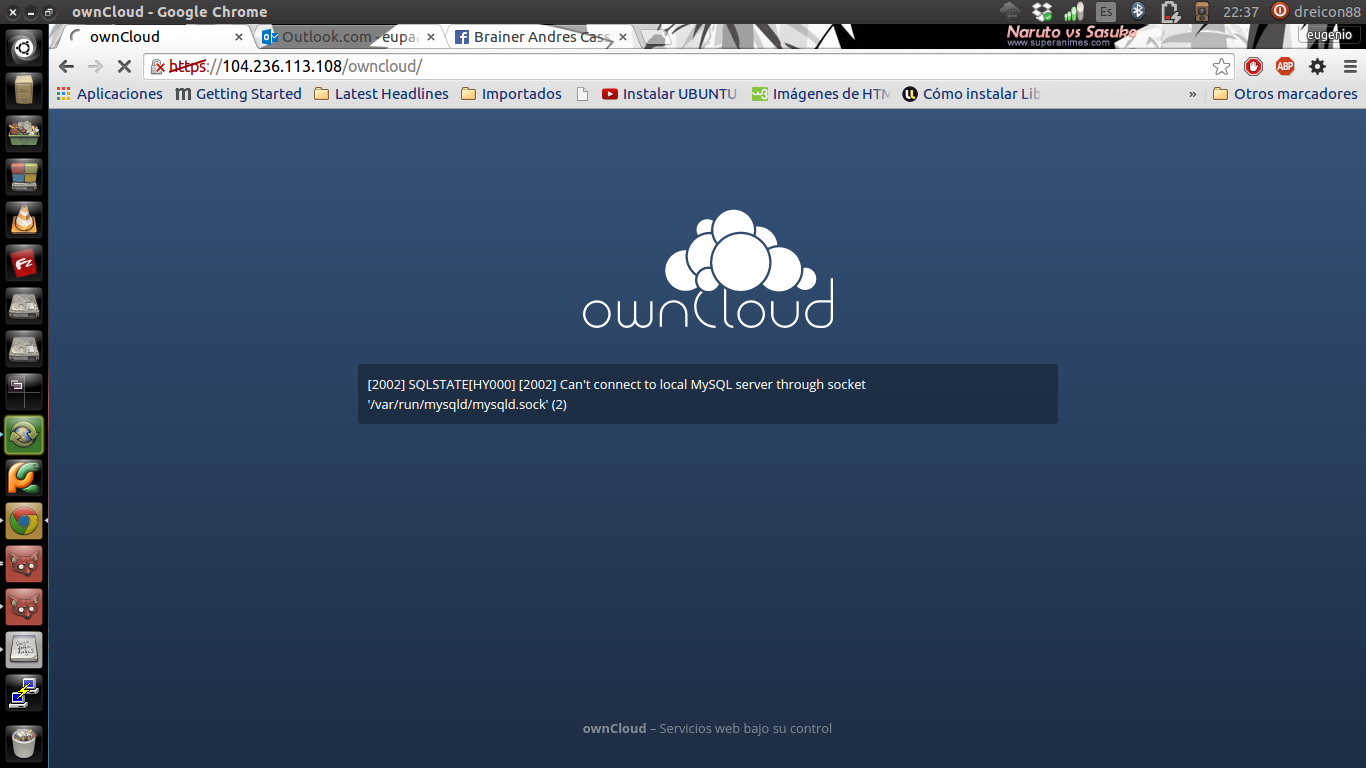 ownCloud - Google Chrome
Es
22:37
dreicon88
ownCloud
Outlook.com - eupa
Brainer Andres Cass
Naruto vs Sasuke
www.superanimes.com
eugenio
https://104.236.113.108/owncloud/
ABP
Aplicaciones
Getting Started
Latest Headlines
Importados
Instalar UBUNTU
Imágenes de HTM
Cómo instalar Lib
»
Otros marcadores
ownCloud
[2002] SQLSTATE[HY000] [2002] Can't connect to local MySQL server through socket
'/var/run/mysqld/mysqld.sock' (2)
ownCloud – Servicios web bajo su control